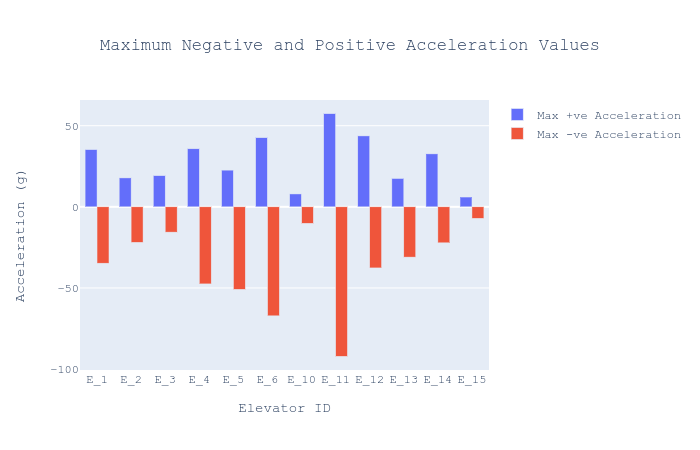 Maximum Negative and Positive Acceleration Values
Max +ve Acceleration
Max −ve Acceleration
50
0
−50
−100
Acceleration (g)
E_1 E_2 E_3 E_4 E_5 E_6 E_10 E_11 E_12 E_13 E_14 E_15
Elevator ID